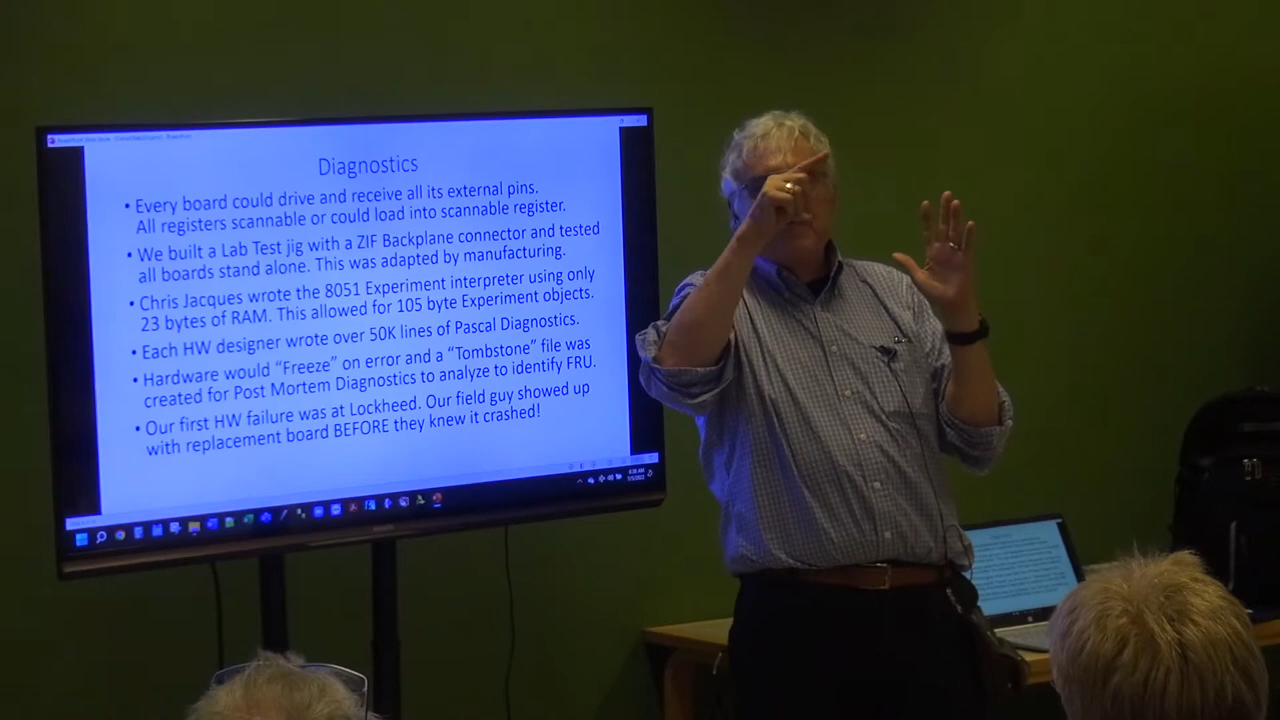 Diagnostics
• Every board could drive and receive all its external pins.
All registers scannable or could load into scannable register.
• We built a Lab Test jig with a ZIF Backplane connector and tested
all boards stand alone. This was adapted by manufacturing.
• Chris Jacques wrote the 8051 Experiment interpreter using only
23 bytes of RAM. This allowed for 105 byte Experiment objects.
• Each HW designer wrote over 50K lines of Pascal Diagnostics.
• Hardware would "Freeze" on error and a "Tombstone" file was
created for Post Mortem Diagnostics to analyze to identify FRU.
• Our first HW failure was at Lockheed. Our field guy showed up
with replacement board BEFORE they knew it crashed!